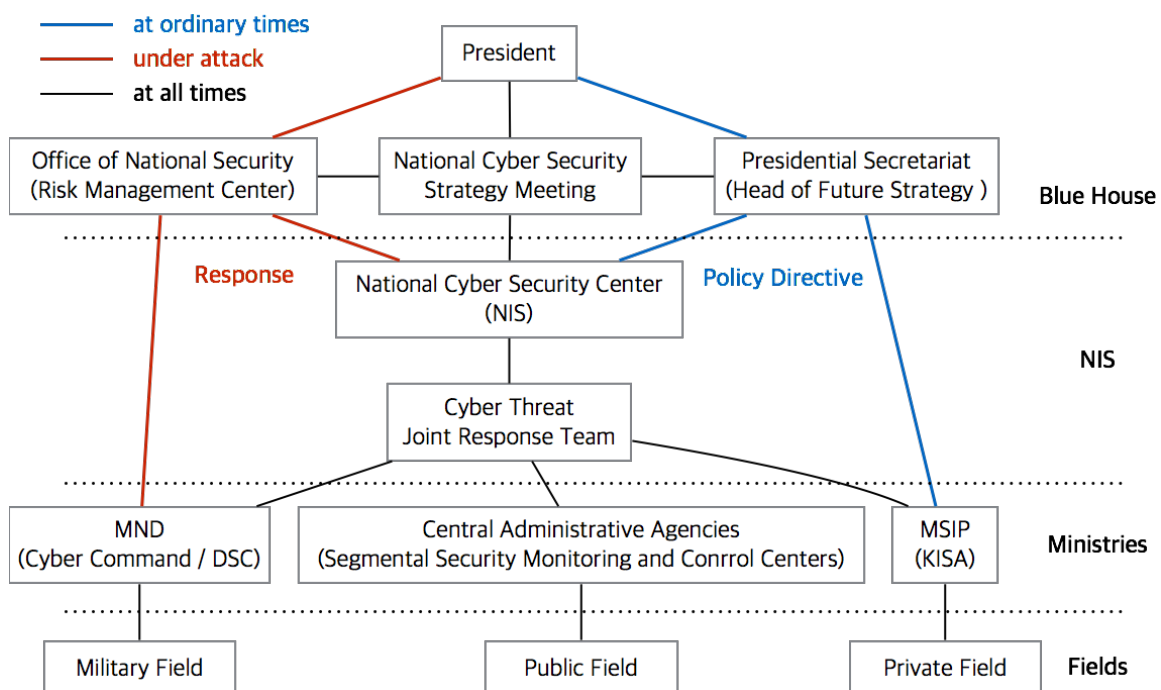 at ordinary times
under attack
at all times
President
Office of National Security
(Risk Management Center)
National Cyber Security
Strategy Meeting
Presidential Secretariat
(Head of Future Strategy )
Blue House
Response
National Cyber Security Center
(NIS)
Policy Directive
NIS
Cyber Threat
Joint Response Team
MND
(Cyber Command / DSC)
Central Administrative Agencies
(Segmental Security Monitoring and Conrrol Centers)
MSIP
(KISA)
Ministries
Military Field
Public Field
Private Field
Fields